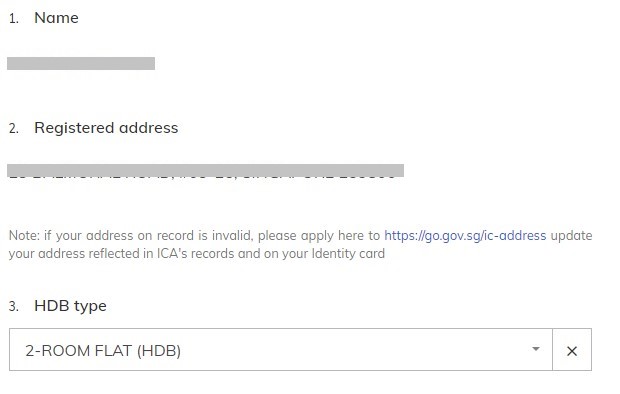 1. Name
2. Registered address
Note: if your address on record is invalid, please apply here to https://go.gov.sg/ic-address update
your address reflected in ICA's records and on your Identity card
3. HDB type
2-ROOM FLAT (HDB)